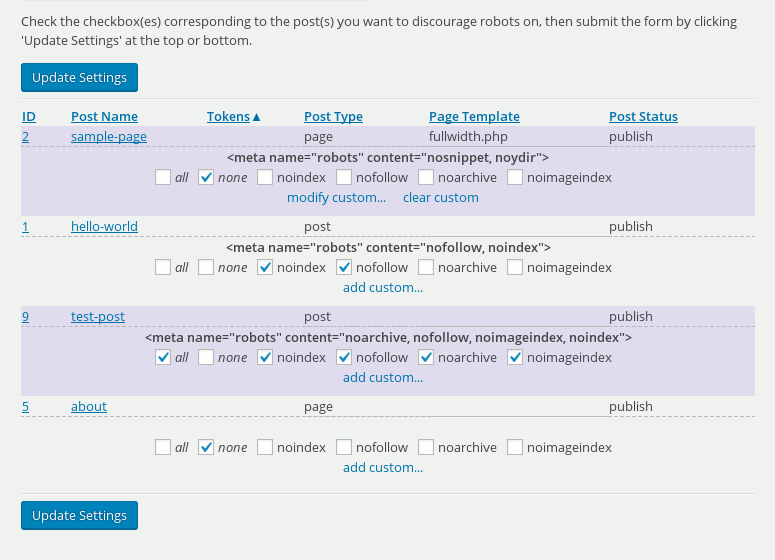 Check the checkbox(es) corresponding to the post(s) you want to discourage robots on, then submit the form by clicking
'Update Settings' at the top or bottom.
Update Settings
ID Post Name Tokens▲ Post Type Page Template Post Status
2 sample-page page fullwidth.php publish
<meta name="robots" content="nosnippet, noydir">
all none noindex nofollow noarchive noimageindex
modify custom... clear custom
1 hello-world post publish
<meta name="robots" content="nofollow, noindex">
all none noindex nofollow noarchive noimageindex
add custom...
9 test-post post publish
<meta name="robots" content="noarchive, nofollow, noimageindex, noindex">
all none noindex nofollow noarchive noimageindex
add custom...
5 about page publish
all none noindex nofollow noarchive noimageindex
add custom...
Update Settings